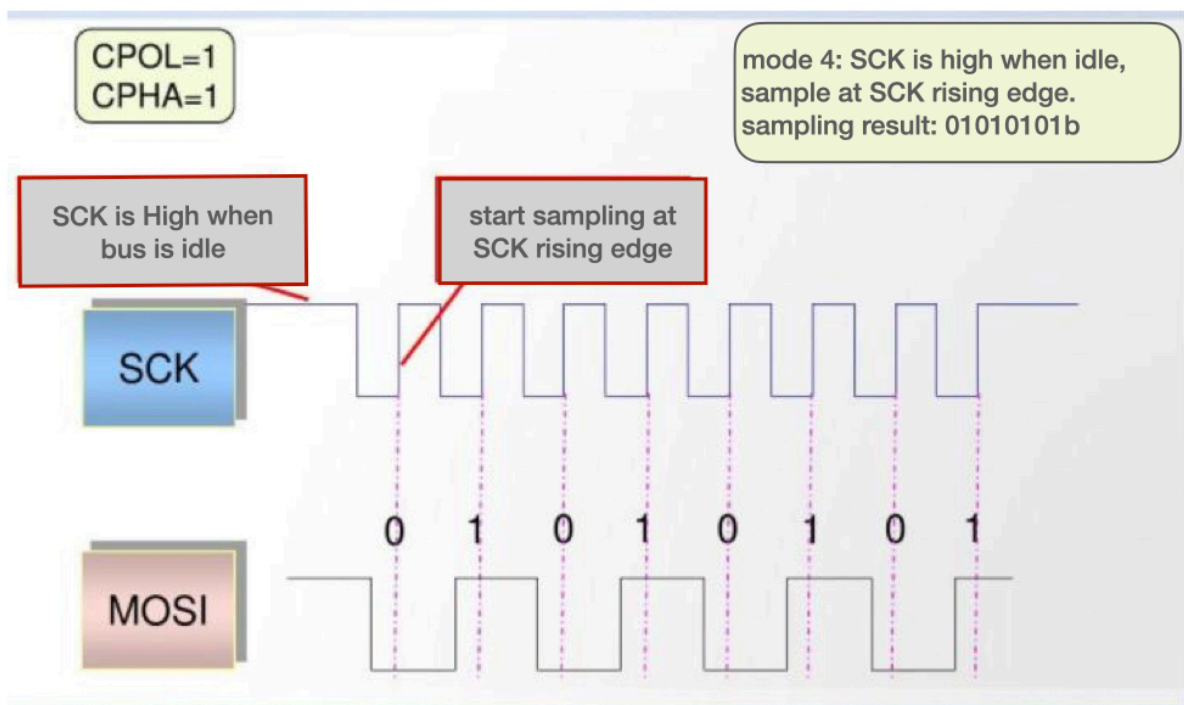 CPOL=1
CPHA=1
mode 4: SCK is high when idle,
sample at SCK rising edge.
sampling result: 01010101b
SCK is High when
bus is idle
start sampling at
SCK rising edge
SCK
0 1 0 1 0 1 0 1
MOSI